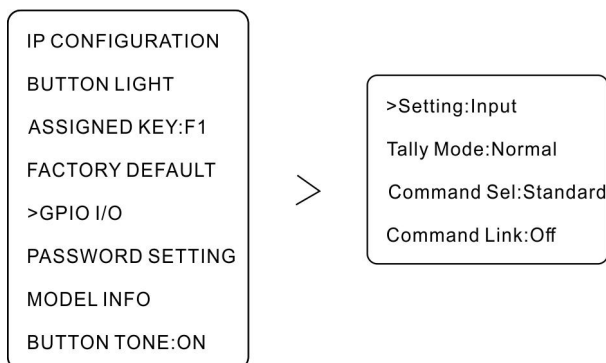 IP CONFIGURATION
BUTTON LIGHT
ASSIGNED KEY:F1
FACTORY DEFAULT
>GPIO I/O
PASSWORD SETTING
MODEL INFO
BUTTON TONE:ON
>
>Setting:Input
Tally Mode:Normal
Command Sel:Standard
Command Link:Off